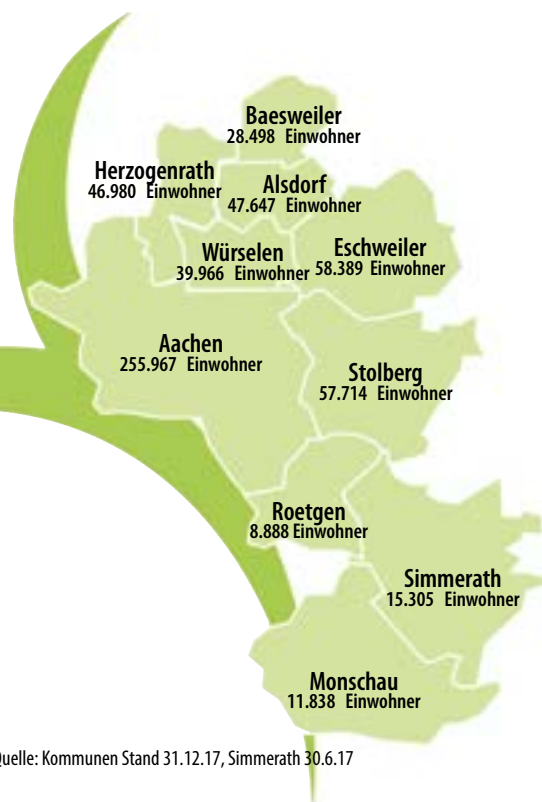 Baesweiler
28.498 Einwohner
Herzogenrath
46.980 Einwohner
Alsdorf
47.647 Einwohner
Würselen
39.966 Einwohner
Eschweiler
58.389 Einwohner
Aachen
255.967 Einwohner
Stolberg
57.714 Einwohner
Roetgen
8.888 Einwohner
Simmerath
15.305 Einwohner
Monschau
11.838 Einwohner
Quelle: Kommunen Stand 31.12.17, Simmerath 30.6.17